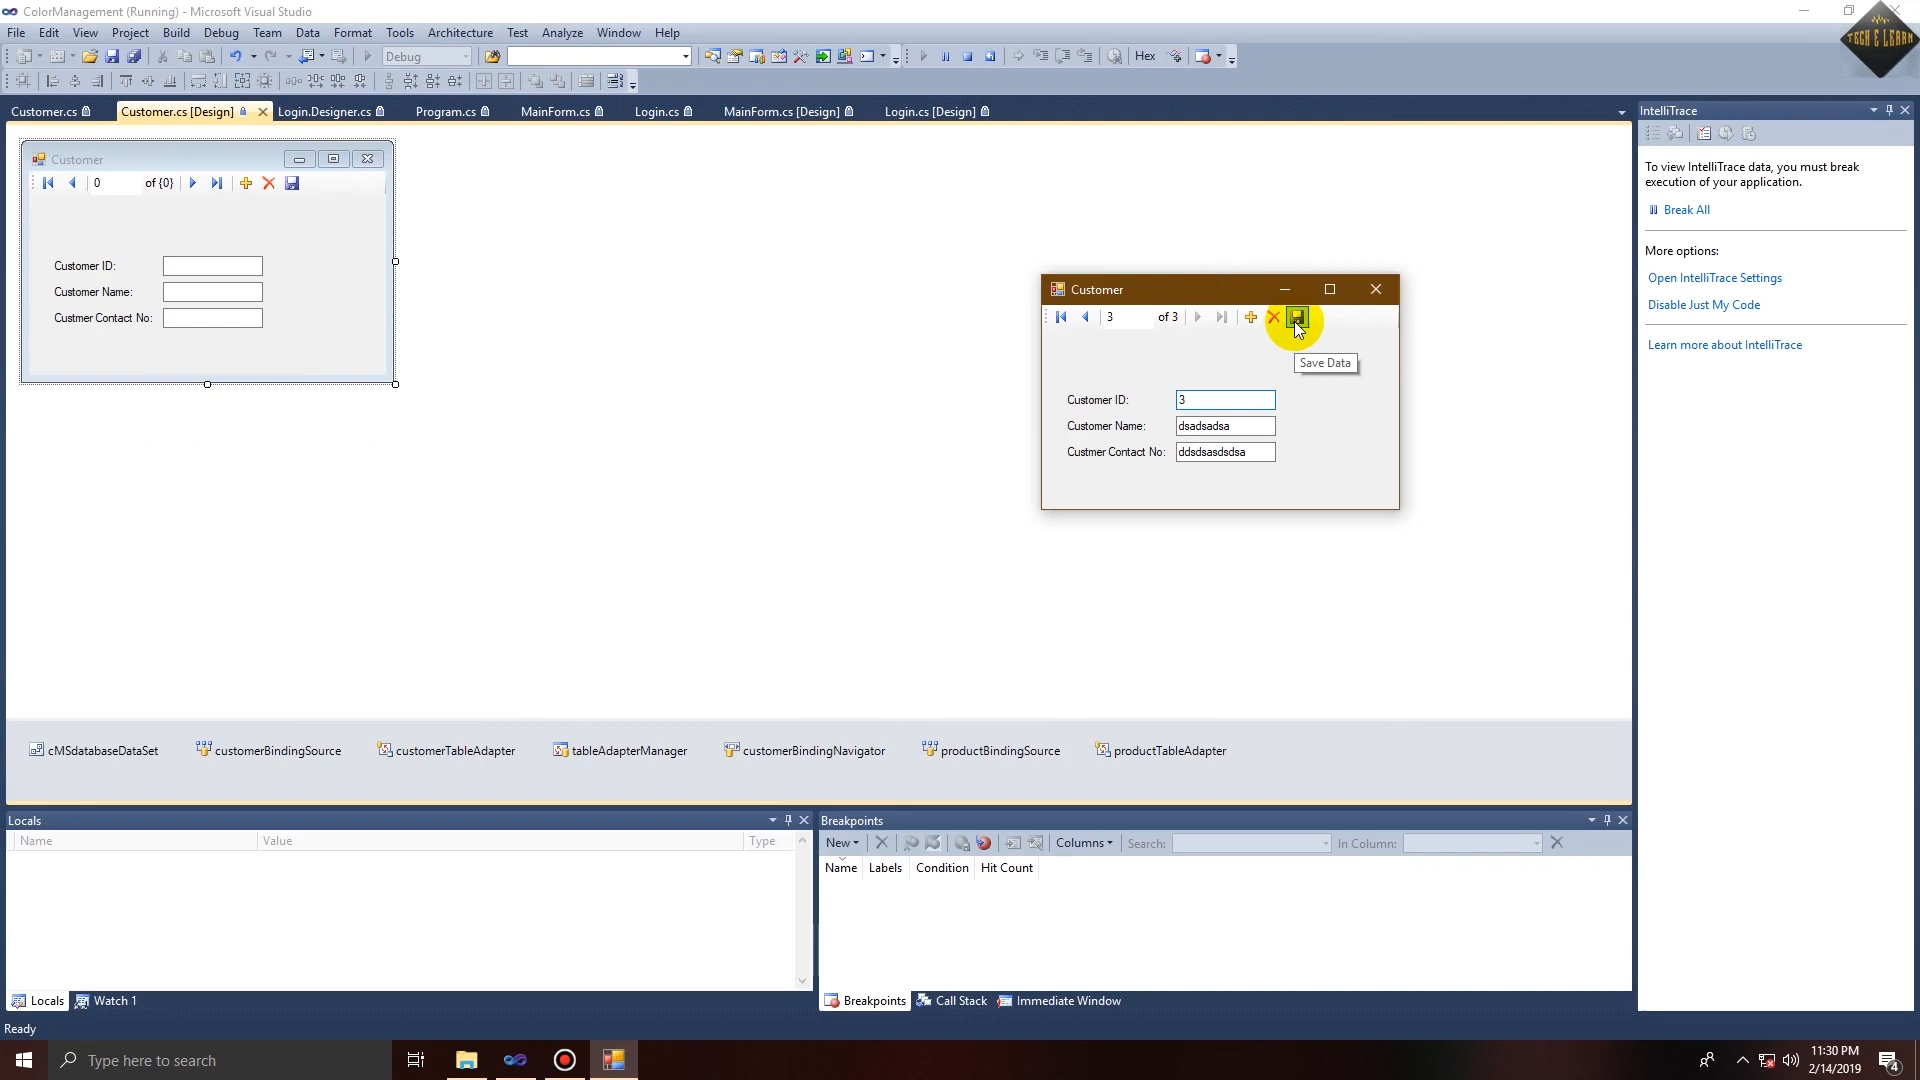 ColorManagement (Running) - Microsoft Visual Studio
TECH E LEARN
File Edit View Project Build Debug Team Data Format Tools Architecture Test Analyze Window Help
Debug
Hex
Customer.cs
Customer.cs [Design]
Login.Designer.cs
Program.cs
MainForm.cs
Login.cs
MainForm.cs [Design]
Login.cs [Design]
IntelliTrace
Customer
0 of {0}
Customer ID:
Customer Name:
Custmer Contact No:
To view IntelliTrace data, you must break
execution of your application.
Break All
More options:
Open IntelliTrace Settings
Disable Just My Code
Learn more about IntelliTrace
Customer
3 of 3
Save Data
Customer ID: 3
Customer Name: dsadsadsa
Custmer Contact No: ddsdsasdsdsa
cMSdatabaseDataSet
customerBindingSource
customerTableAdapter
tableAdapterManager
customerBindingNavigator
productBindingSource
productTableAdapter
Locals
Name Value Type
Locals Watch 1
Breakpoints
New Columns Search: In Column:
Name Labels Condition Hit Count
Breakpoints Call Stack Immediate Window
Ready
Type here to search
11:30 PM
2/14/2019
4